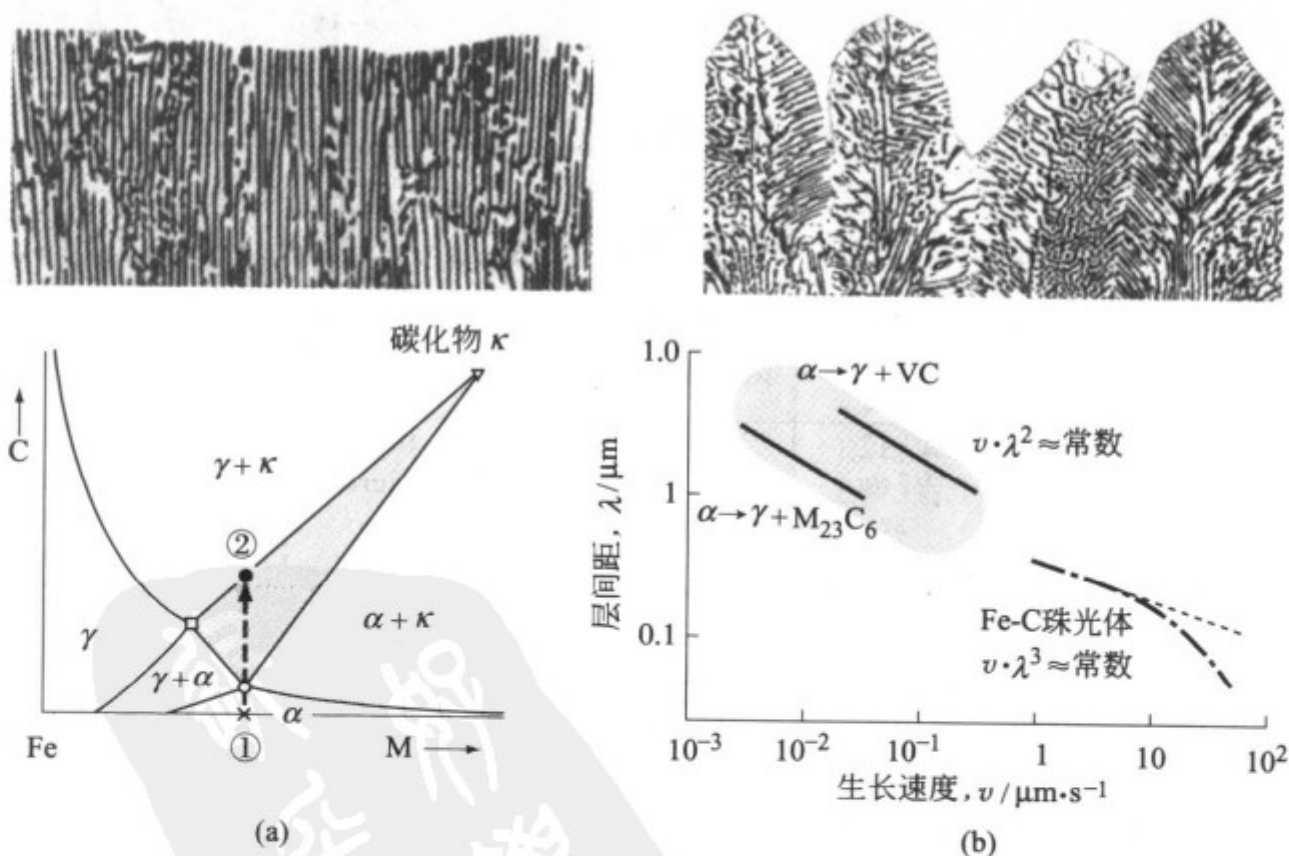 碳化物 κ
C
γ + κ
②
α + κ
γ
γ + α
α
①
Fe
M
(a)
1.0
α→γ + VC
v·λ²≈常数
1
α→γ + M₂₃C₆
0.1
Fe-C珠光体
v·λ³≈常数
层间距, λ/μm
10⁻³ 10⁻² 10⁻¹ 1 10 10²
生长速度, v/μm·s⁻¹
(b)